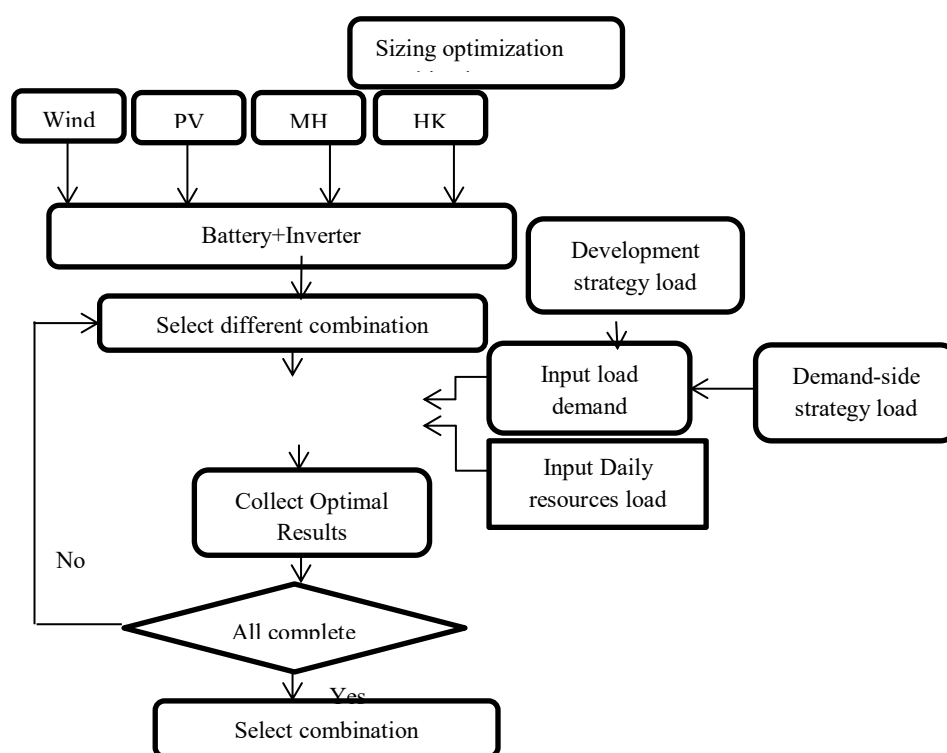 Sizing optimization
Wind
PV
MH
HK
Battery+Inverter
Development
strategy load
Select different combination
Input load
demand
Demand-side
strategy load
Input Daily
resources load
Collect Optimal
Results
No
All complete
Yes
Select combination